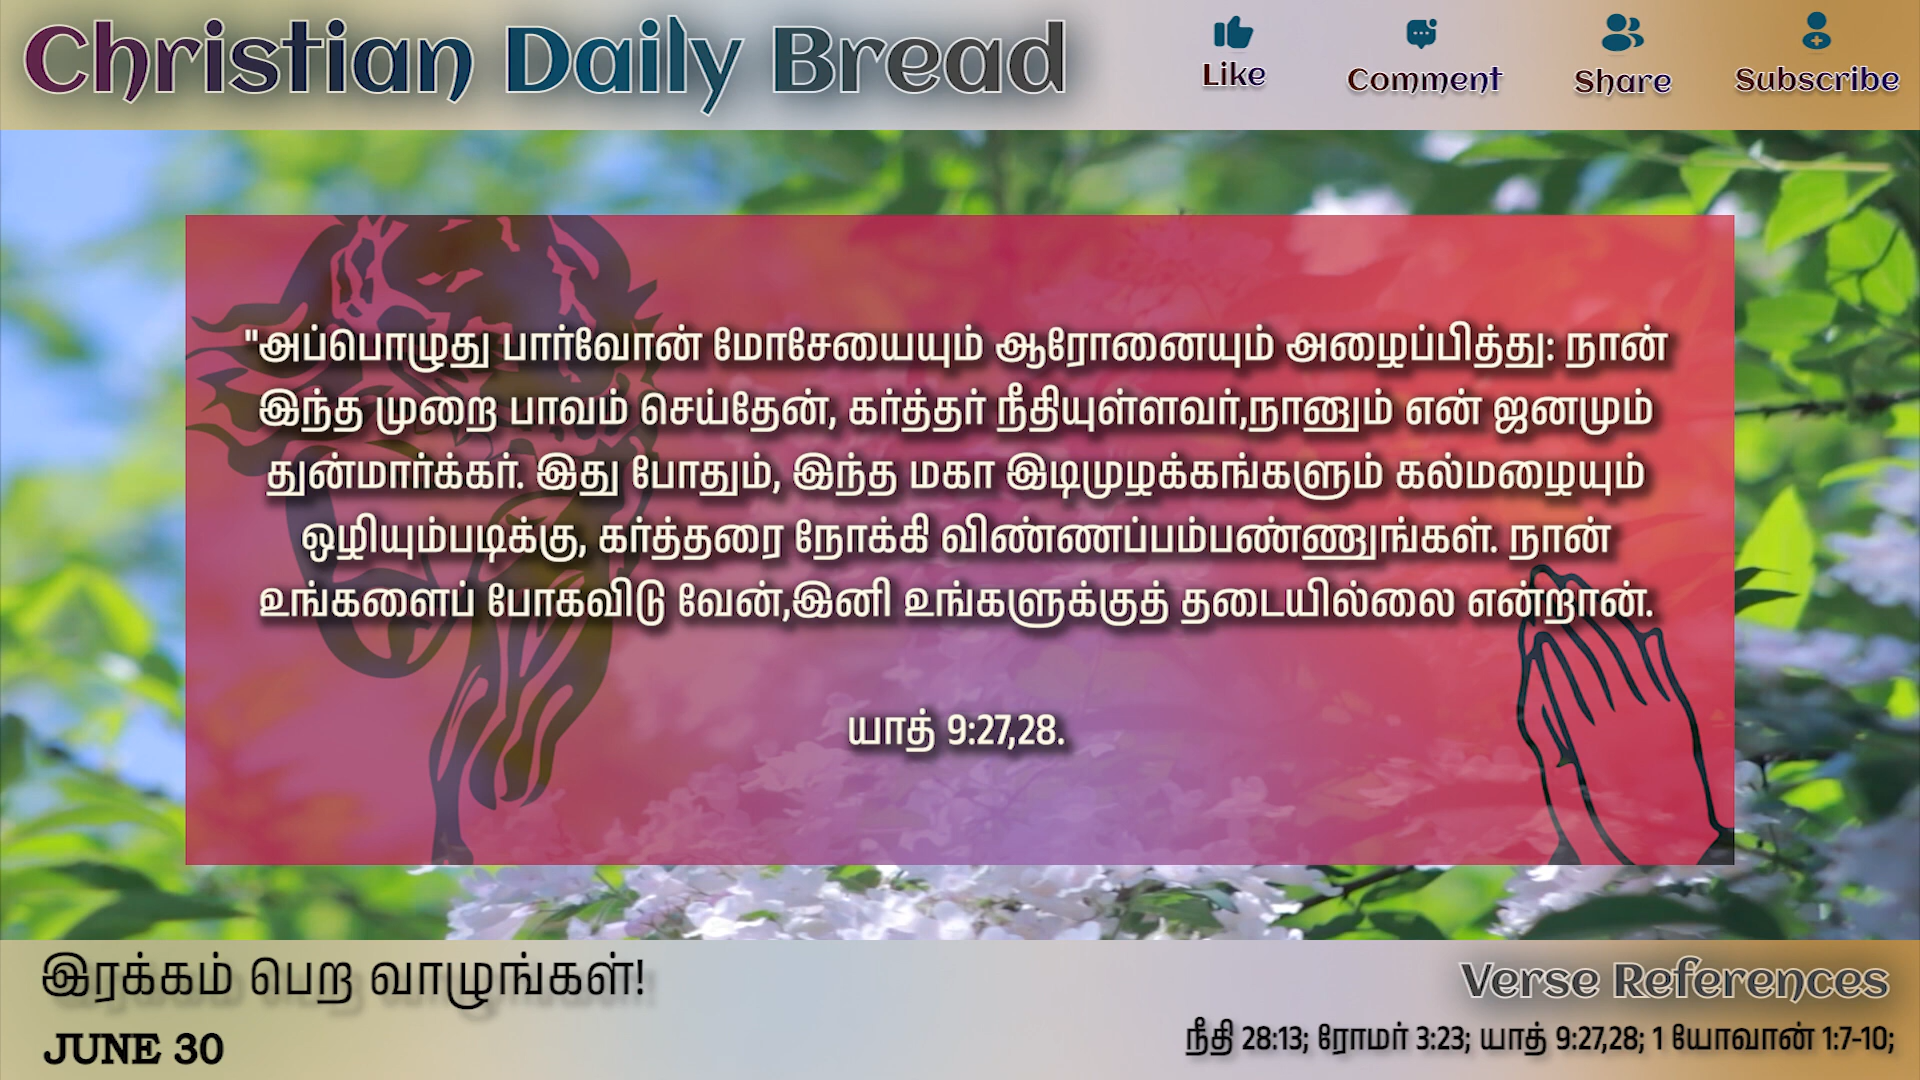 Christian Daily Bread
Like
Comment
Share
Subscribe
"அப்பொழுது பார்வோன் மோசேயையும் ஆரோனையும் அழைப்பித்து: நான்
இந்த முறை பாவம் செய்தேன், கர்த்தர் நீதியுள்ளவர்,நானும் என் ஜனமும்
துன்மார்க்கர். இது போதும், இந்த மகா இடிமுழக்கங்களும் கல்மழையும்
ஒழியும்படிக்கு, கர்த்தரை நோக்கி விண்ணப்பம்பண்ணுங்கள். நான்
உங்களைப் போகவிடு வேன்,இனி உங்களுக்குத் தடையில்லை என்றான்.
யாத் 9:27,28.
இரக்கம் பெற வாழுங்கள்!
JUNE 30
Verse References
நீதி 28:13; ரோமர் 3:23; யாத் 9:27,28; 1 யோவான் 1:7-10;